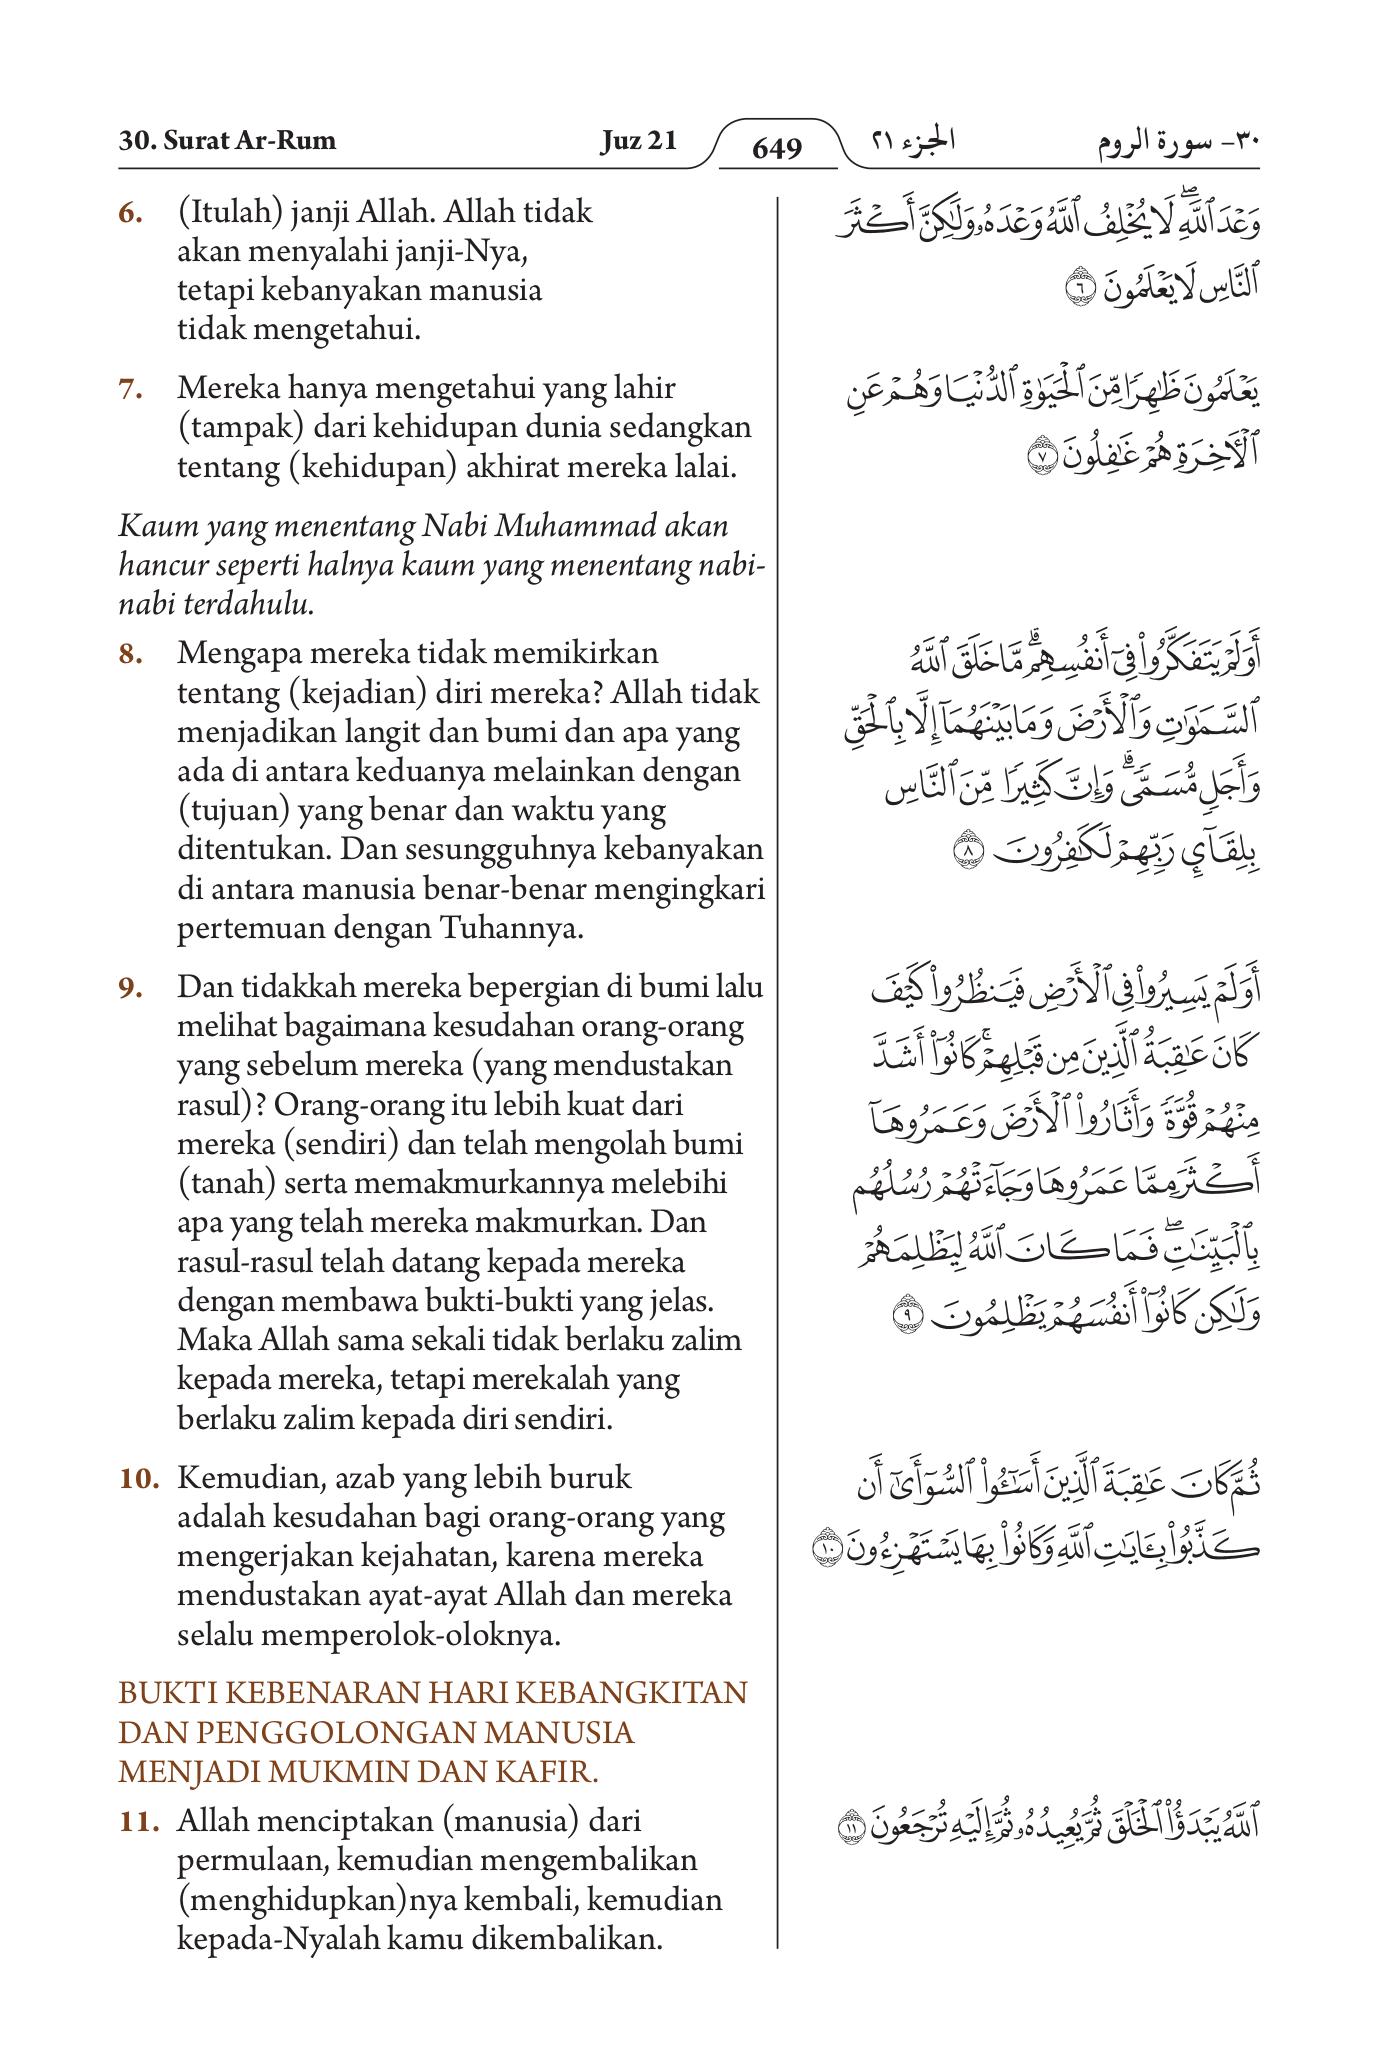 30. Surat Ar-Rum Juz 21 649 الجزء ٢١ ٣٠- سورة الروم
6. (Itulah) janji Allah. Allah tidak
akan menyalahi janji-Nya,
tetapi kebanyakan manusia
tidak mengetahui.
7. Mereka hanya mengetahui yang lahir
(tampak) dari kehidupan dunia sedangkan
tentang (kehidupan) akhirat mereka lalai.
Kaum yang menentang Nabi Muhammad akan
hancur seperti halnya kaum yang menentang nabi-
nabi terdahulu.
8. Mengapa mereka tidak memikirkan
tentang (kejadian) diri mereka? Allah tidak
menjadikan langit dan bumi dan apa yang
ada di antara keduanya melainkan dengan
(tujuan) yang benar dan waktu yang
ditentukan. Dan sesungguhnya kebanyakan
di antara manusia benar-benar mengingkari
pertemuan dengan Tuhannya.
9. Dan tidakkah mereka bepergian di bumi lalu
melihat bagaimana kesudahan orang-orang
yang sebelum mereka (yang mendustakan
rasul)? Orang-orang itu lebih kuat dari
mereka (sendiri) dan telah mengolah bumi
(tanah) serta memakmurkannya melebihi
apa yang telah mereka makmurkan. Dan
rasul-rasul telah datang kepada mereka
dengan membawa bukti-bukti yang jelas.
Maka Allah sama sekali tidak berlaku zalim
kepada mereka, tetapi merekalah yang
berlaku zalim kepada diri sendiri.
10. Kemudian, azab yang lebih buruk
adalah kesudahan bagi orang-orang yang
mengerjakan kejahatan, karena mereka
mendustakan ayat-ayat Allah dan mereka
selalu memperolok-oloknya.
BUKTI KEBENARAN HARI KEBANGKITAN
DAN PENGGOLONGAN MANUSIA
MENJADI MUKMIN DAN KAFIR.
11. Allah menciptakan (manusia) dari
permulaan, kemudian mengembalikan
(menghidupkan)nya kembali, kemudian
kepada-Nyalah kamu dikembalikan.
وَعْدَ ٱللَّهِۖ لَا يُخْلِفُ ٱللَّهُ وَعْدَهُۥ وَلَٰكِنَّ أَكْثَرَ
ٱلنَّاسِ لَا يَعْلَمُونَ ٦
يَعْلَمُونَ ظَٰهِرًا مِّنَ ٱلْحَيَوٰةِ ٱلدُّنْيَا وَهُمْ عَنِ
ٱلْـَٔاخِرَةِ هُمْ غَٰفِلُونَ ٧
أَوَلَمْ يَتَفَكَّرُوا۟ فِىٓ أَنفُسِهِمۗ مَّا خَلَقَ ٱللَّهُ
ٱلسَّمَٰوَٰتِ وَٱلْأَرْضَ وَمَا بَيْنَهُمَآ إِلَّا بِٱلْحَقِّ
وَأَجَلٍ مُّسَمًّىۗ وَإِنَّ كَثِيرًا مِّنَ ٱلنَّاسِ
بِلِقَآئِ رَبِّهِمْ لَكَٰفِرُونَ ٨
أَوَلَمْ يَسِيرُوا۟ فِى ٱلْأَرْضِ فَيَنظُرُوا۟ كَيْفَ
كَانَ عَٰقِبَةُ ٱلَّذِينَ مِن قَبْلِهِمْۚ كَانُوٓا۟ أَشَدَّ
مِنْهُمْ قُوَّةً وَأَثَارُوا۟ ٱلْأَرْضَ وَعَمَرُوهَآ
أَكْثَرَ مِمَّا عَمَرُوهَا وَجَآءَتْهُمْ رُسُلُهُم
بِٱلْبَيِّنَٰتِۖ فَمَا كَانَ ٱللَّهُ لِيَظْلِمَهُمْ
وَلَٰكِن كَانُوٓا۟ أَنفُسَهُمْ يَظْلِمُونَ ٩
ثُمَّ كَانَ عَٰقِبَةَ ٱلَّذِينَ أَسَٰٓـُٔوا۟ ٱلسُّوٓأَىٰٓ أَن
كَذَّبُوا۟ بِـَٔايَٰتِ ٱللَّهِ وَكَانُوا۟ بِهَا يَسْتَهْزِءُونَ ١٠
ٱللَّهُ يَبْدَؤُا۟ ٱلْخَلْقَ ثُمَّ يُعِيدُهُۥ ثُمَّ إِلَيْهِ تُرْجَعُونَ ١١